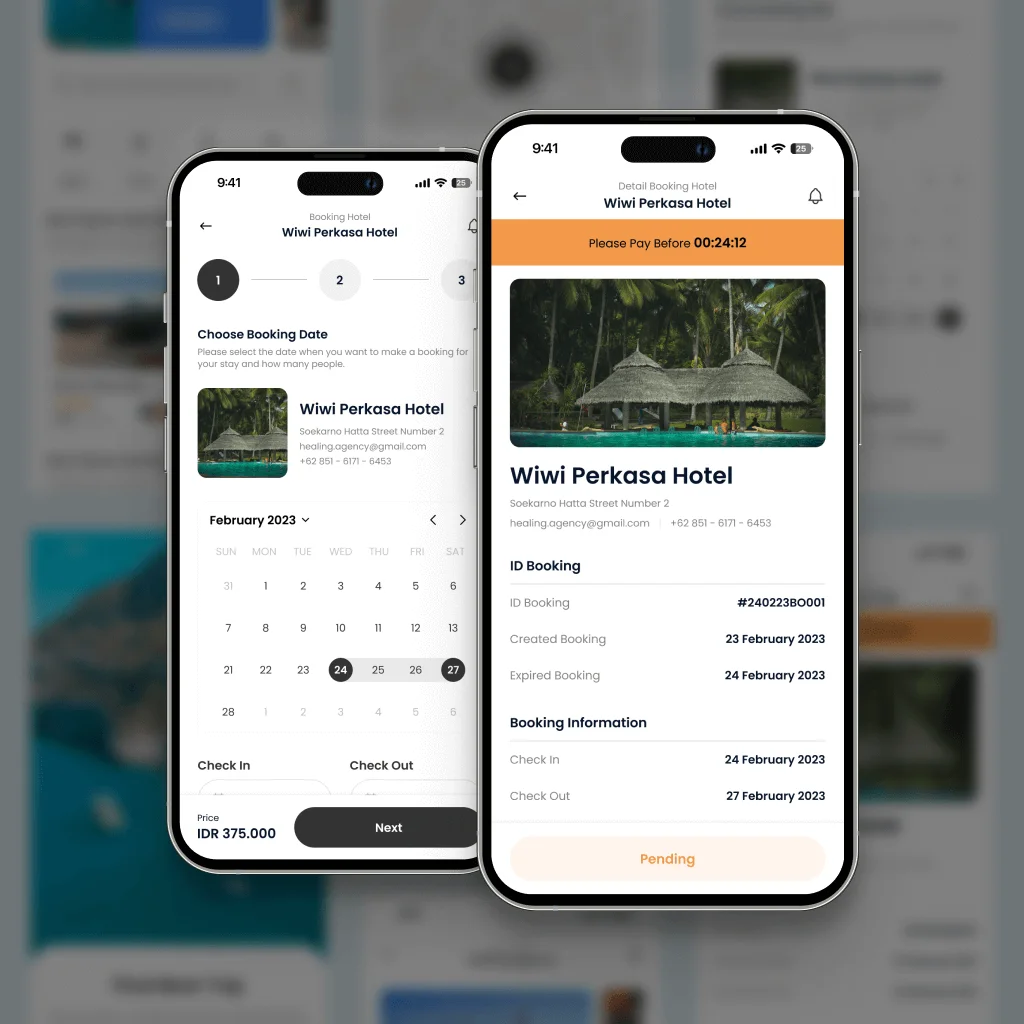 9:41
25
Booking Hotel
Wiwi Perkasa Hotel
1 2 3
Choose Booking Date
Please select the date when you want to make a booking for
your stay and how many people.
Wiwi Perkasa Hotel
Soekarno Hatta Street Number 2
healing.agency@gmail.com
+62 851 - 6171 - 6453
February 2023
SUN MON TUE WED THU FRI SAT
31 1 2 3 4 5 6
7 8 9 10 11 12 13
21 22 23 24 25 26 27
28 1 2 3 4 5 6
Check In Check Out
Price
IDR 375.000
Next
9:41
25
Detail Booking Hotel
Wiwi Perkasa Hotel
Please Pay Before 00:24:12
Wiwi Perkasa Hotel
Soekarno Hatta Street Number 2
healing.agency@gmail.com +62 851 - 6171 - 6453
ID Booking
ID Booking #240223BO001
Created Booking 23 February 2023
Expired Booking 24 February 2023
Booking Information
Check In 24 February 2023
Check Out 27 February 2023
Pending